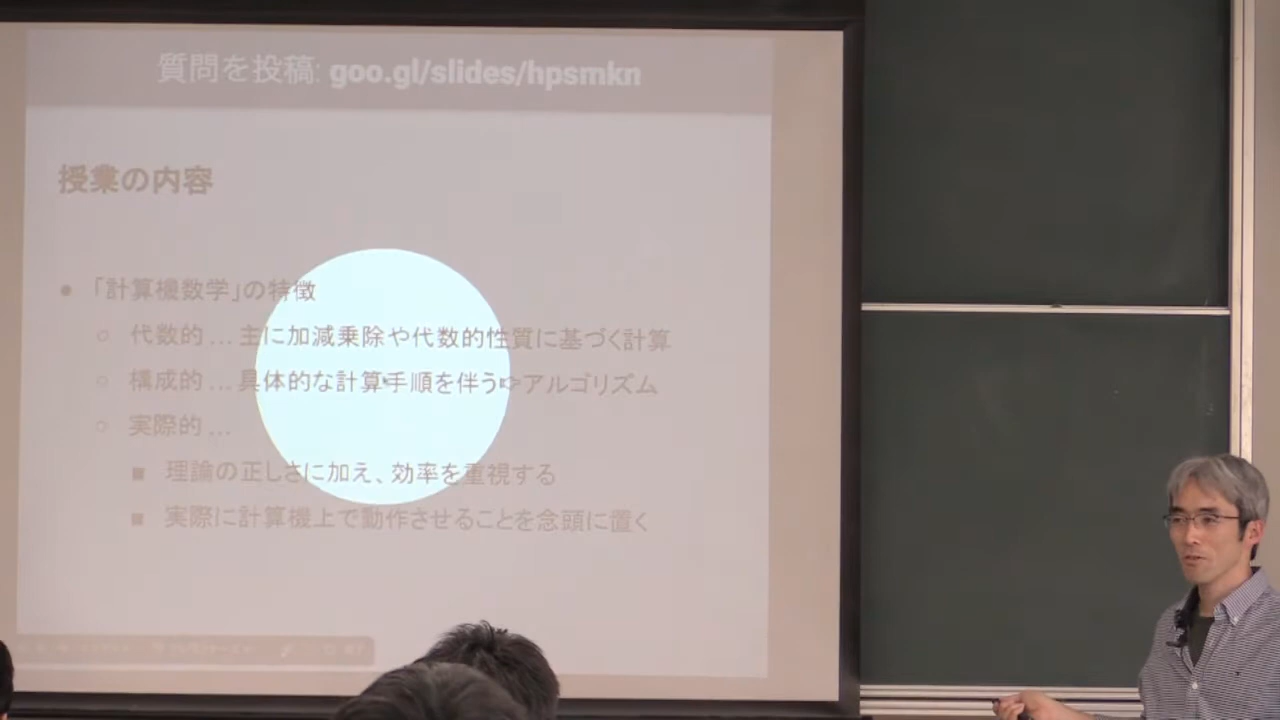 質問を投稿: goo.gl/slides/hpsmkn
授業の内容
● 「計算機数学」の特徴
○ 代数的 … 主に加減乗除や代数的性質に基づく計算
○ 構成的 … 具体的な計算手順を伴う⇨アルゴリズム
○ 実際的 …
■ 理論の正しさに加え、効率を重視する
■ 実際に計算機上で動作させることを念頭に置く